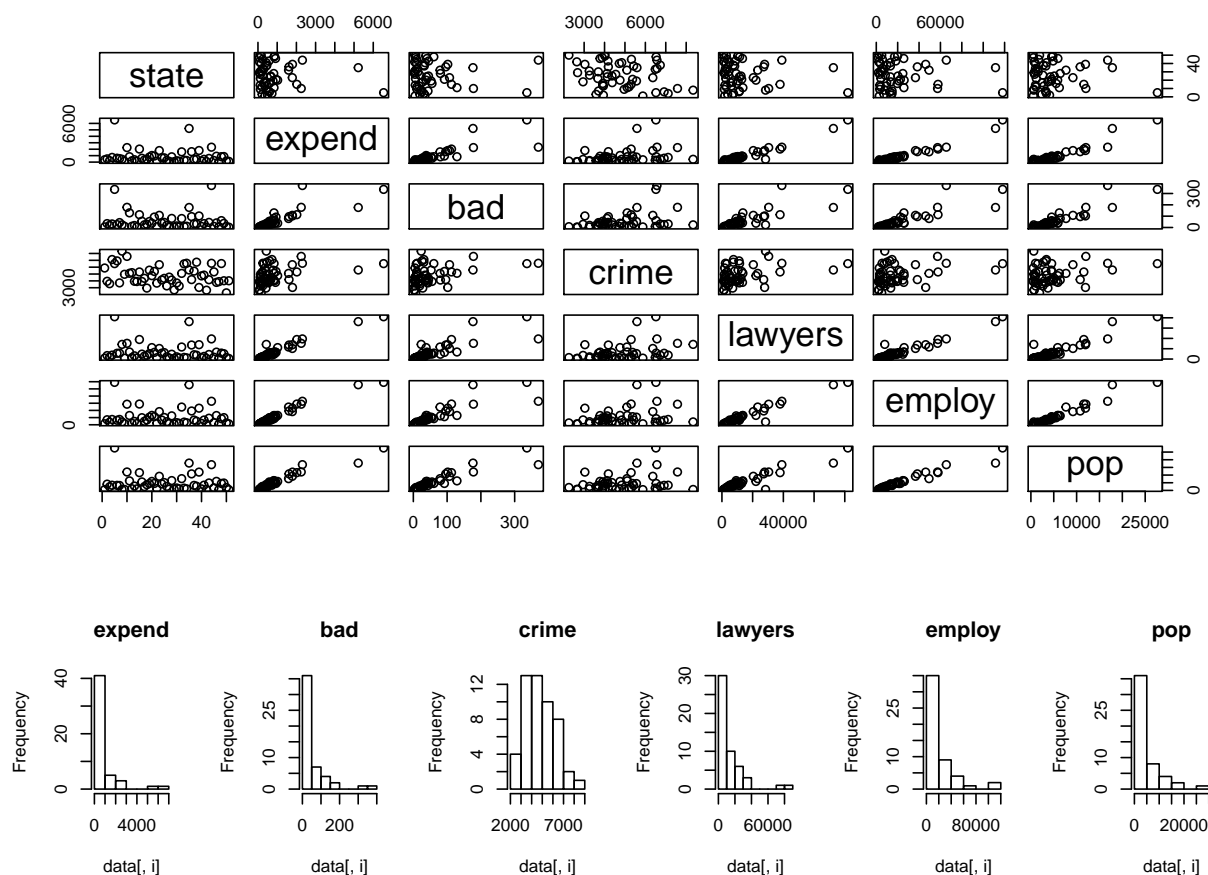 0 3000 6000
3000 6000
0 60000
state
0 40
0 6000
expend
bad
0 300
3000
crime
lawyers
0
0
employ
pop
0
0 20 40
0 100 300
0 40000
0 10000 25000
expend
bad
crime
lawyers
employ
pop
Frequency
0 20 40
Frequency
0 25
Frequency
0 4 8 12
Frequency
0 10 20 30
Frequency
0 25
Frequency
0 25
0 4000
0 200
2000 7000
0 60000
0 80000
0 20000
data[, i]
data[, i]
data[, i]
data[, i]
data[, i]
data[, i]